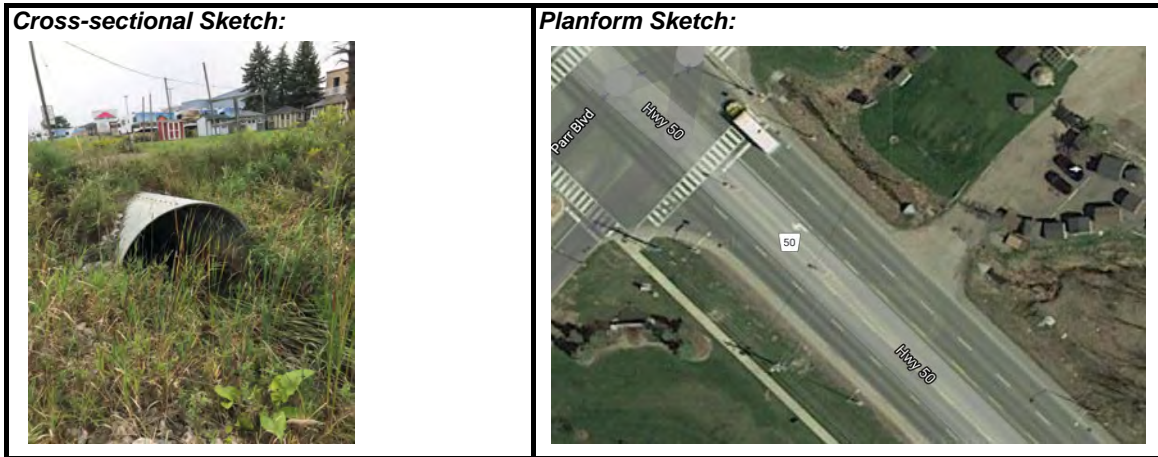 Cross-sectional Sketch:
Planform Sketch:
Parr Blvd
Hwy 50
50
Hwy 50